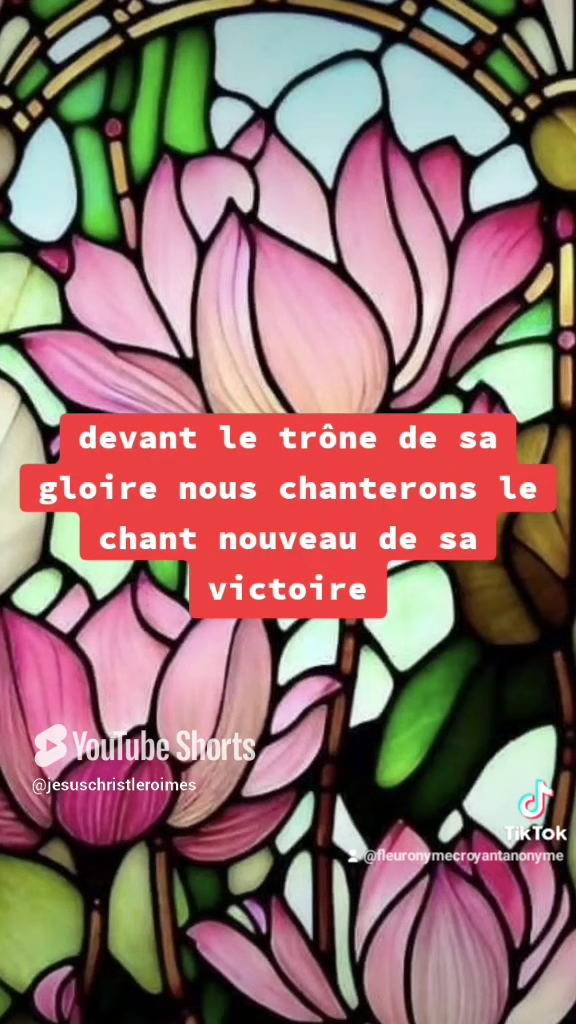 devant le trône de sa
gloire nous chanterons le
chant nouveau de sa
victoire
YouTube Shorts
@jesuschristleroimes
TikTok
@fleuronymecroyantanonyme